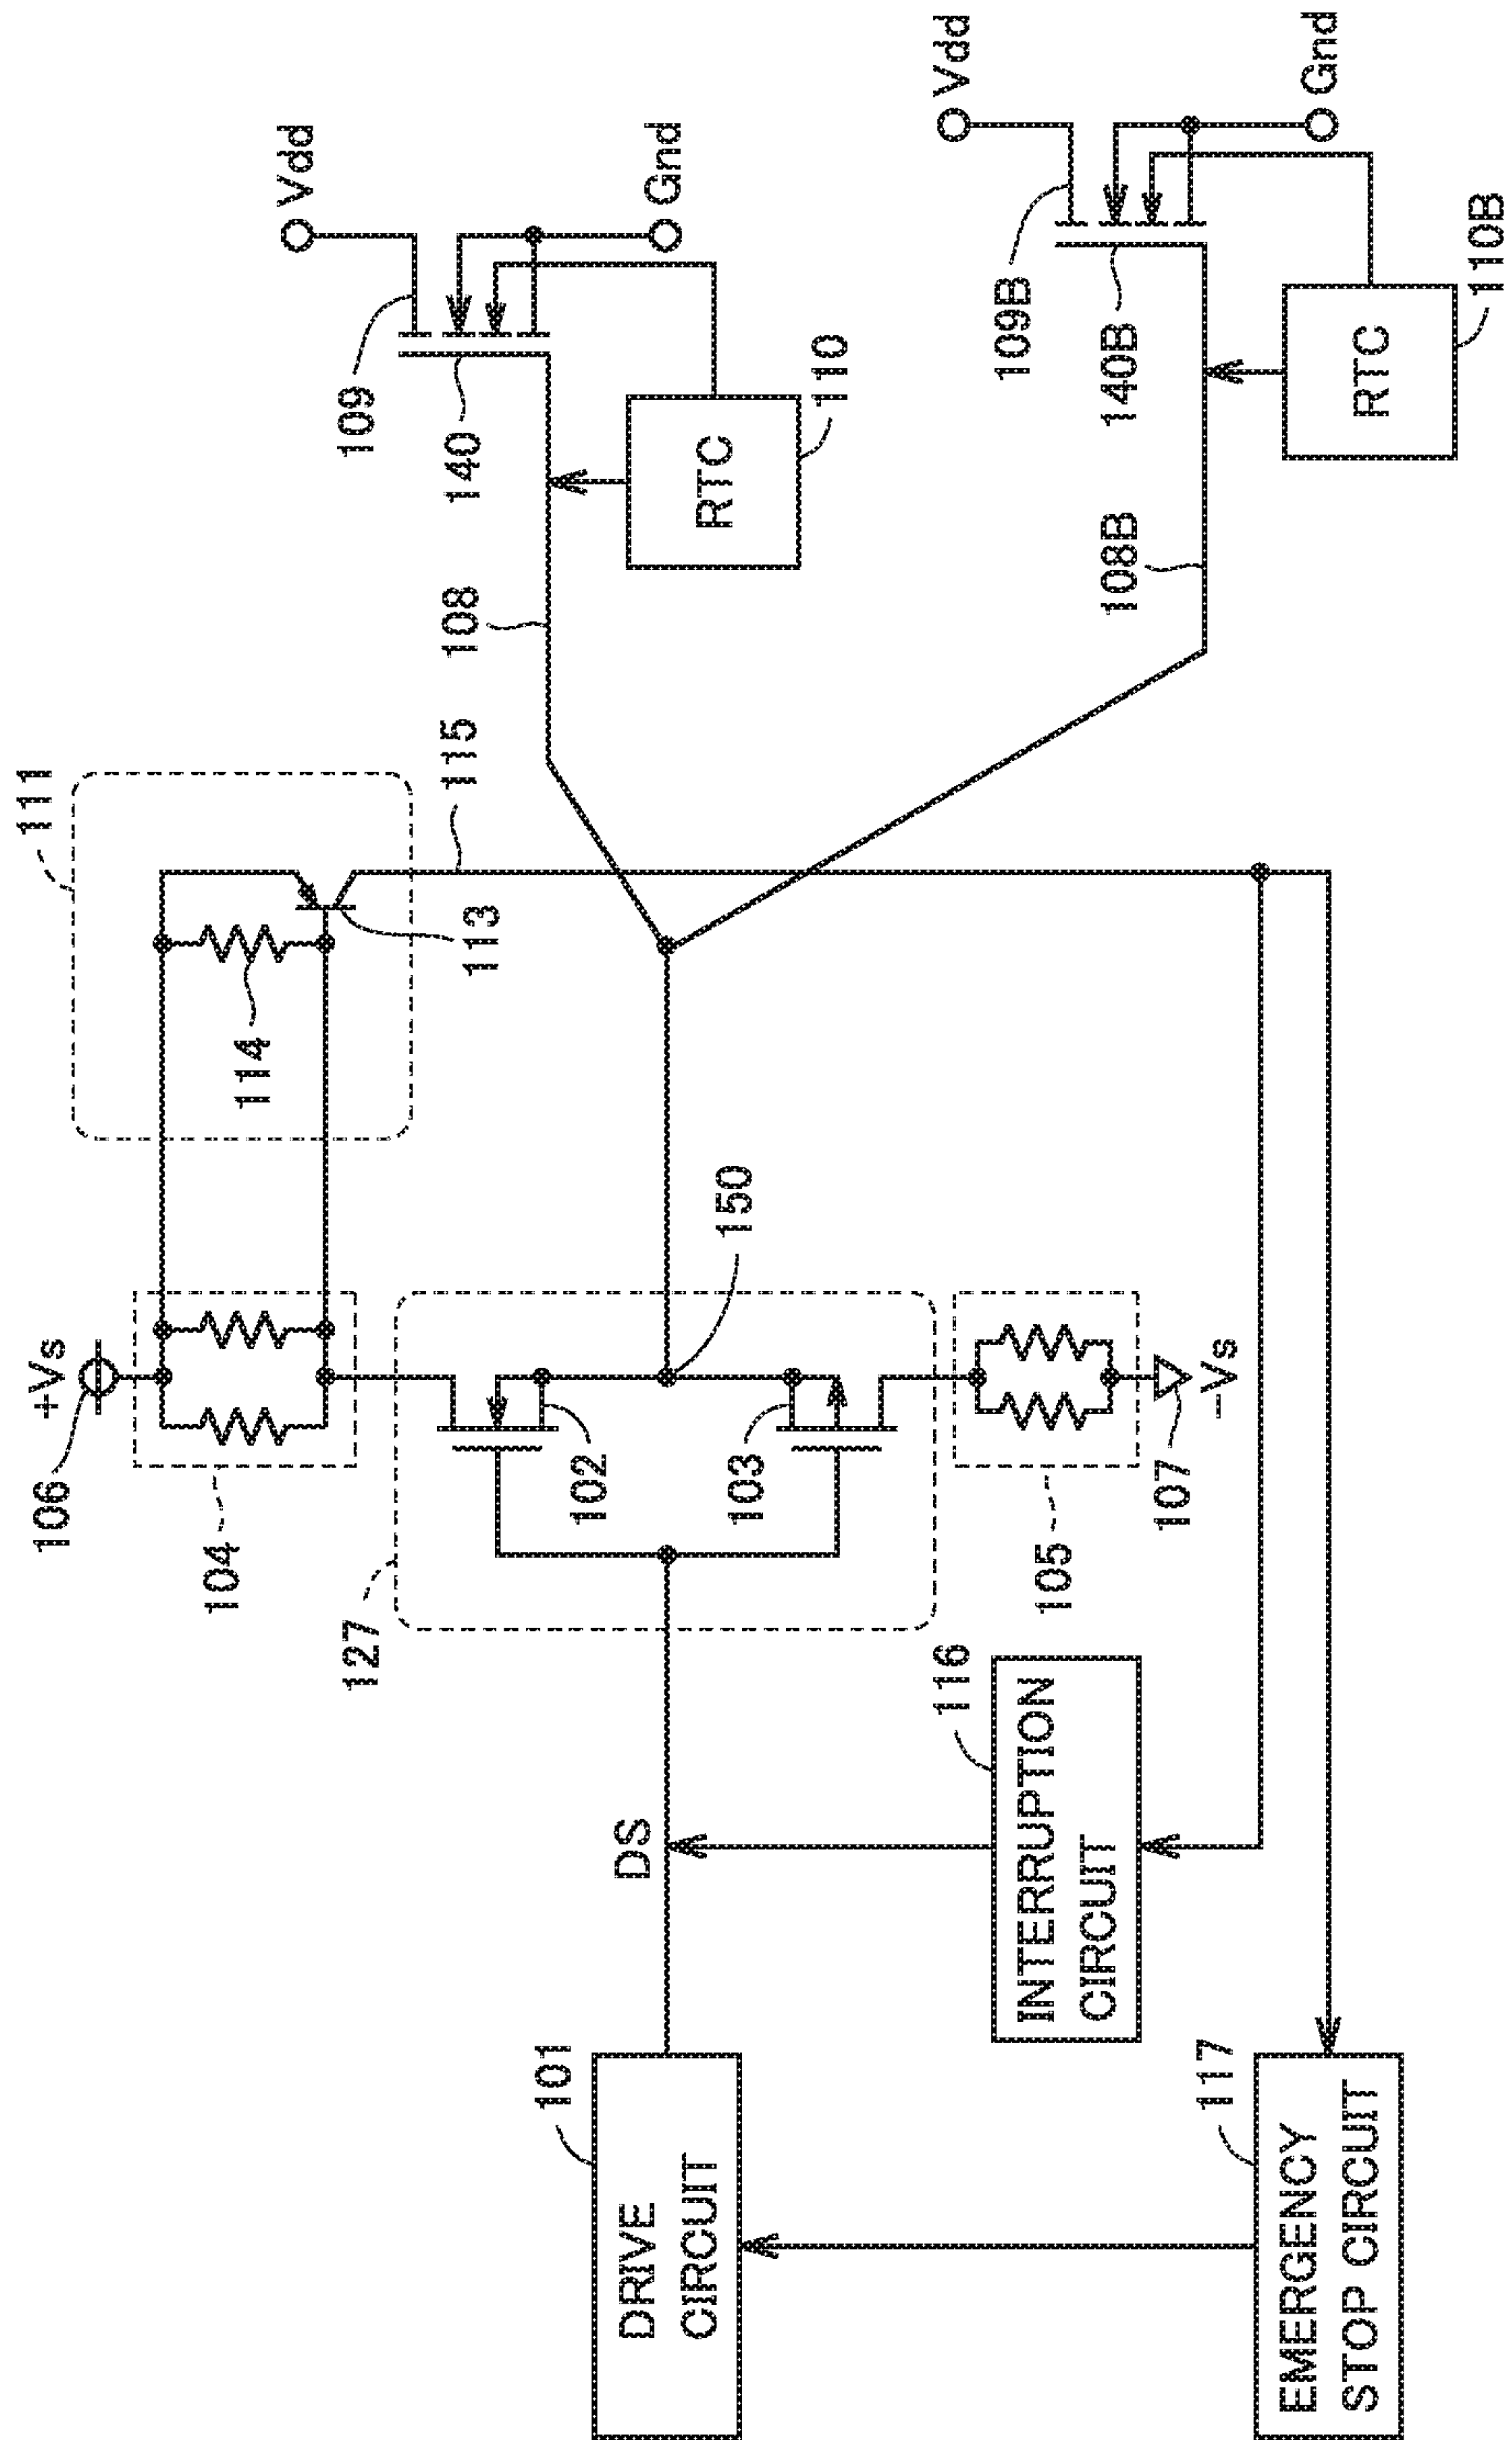 +Vs
106
104
127
102
103
150
105
107
−Vs
111
114
113
115
108
Vdd
109
140
Gnd
RTC
110
Vdd
109B
140B
Gnd
108B
RTC
110B
DS
101
DRIVE
CIRCUIT
116
INTERRUPTION
CIRCUIT
117
EMERGENCY
STOP CIRCUIT